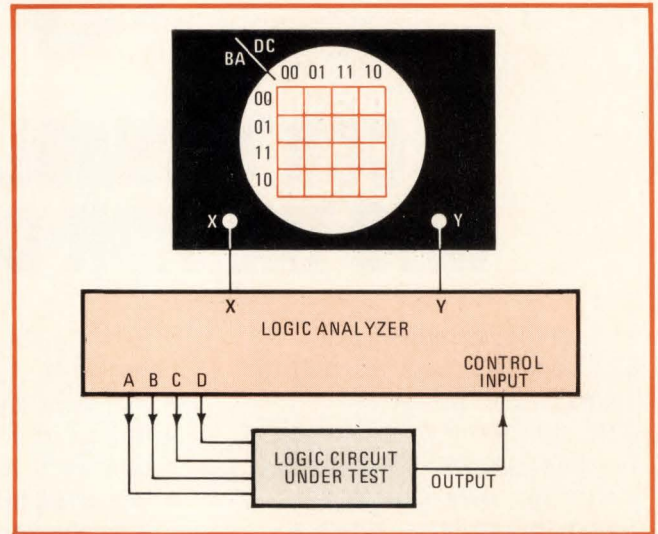 DC
BA
00 01 11 10
00
01
11
10
X Y
X Y
LOGIC ANALYZER
CONTROL
INPUT
A B C D
LOGIC CIRCUIT
UNDER TEST
OUTPUT